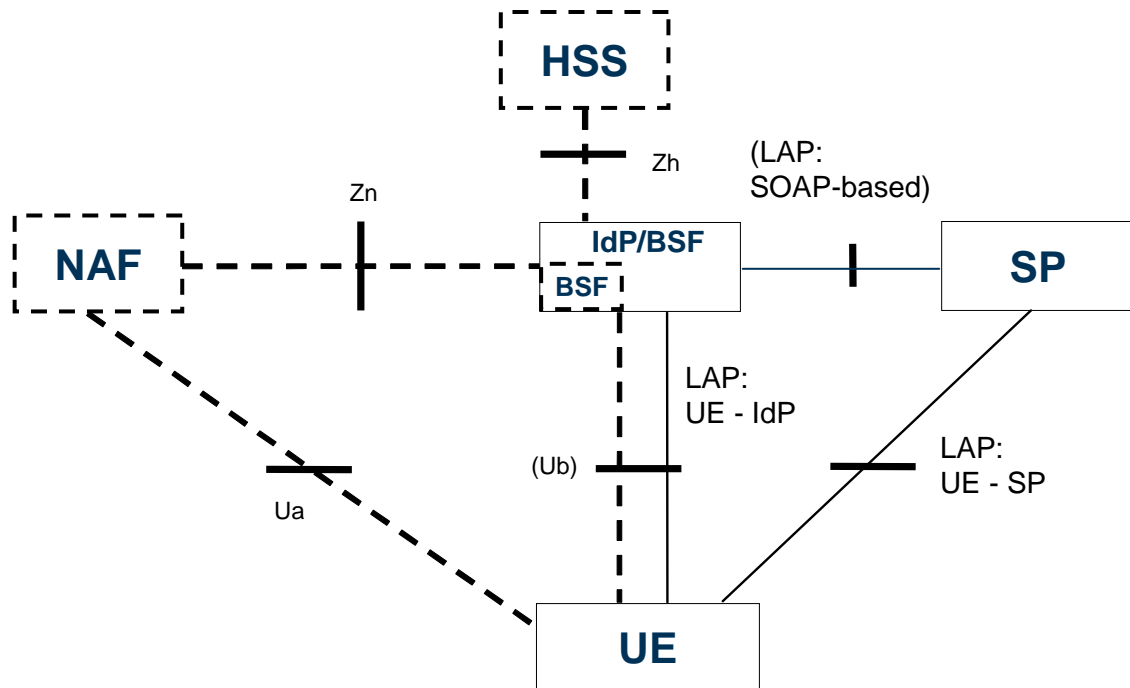 HSS
Zh
(LAP:
SOAP-based)
Zn
NAF
IdP/BSF
BSF
SP
LAP:
UE - IdP
(Ub)
LAP:
UE - SP
Ua
UE